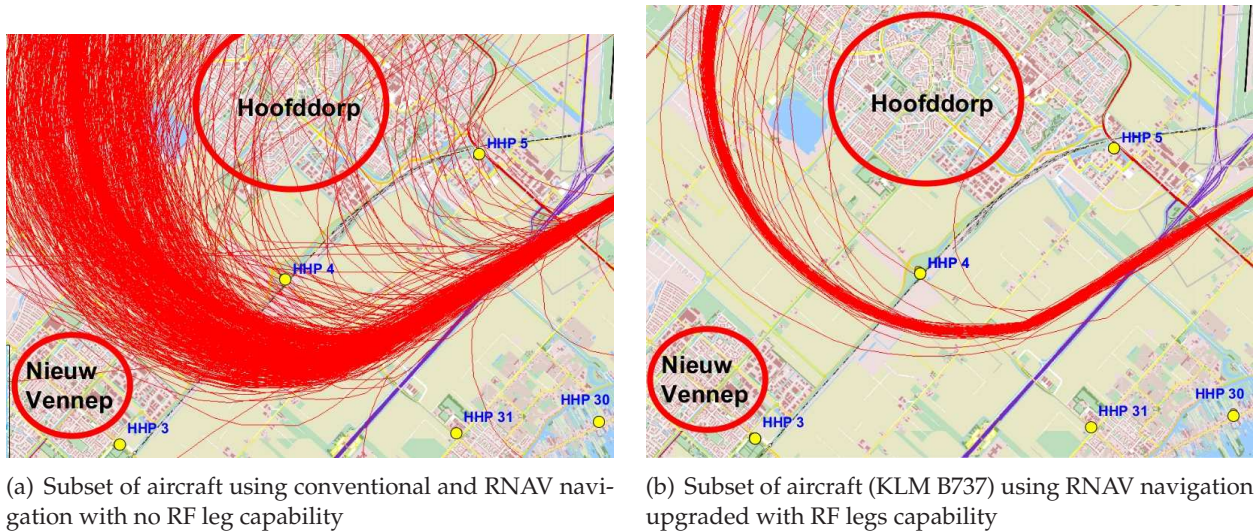 Hoofddorp
HHP 5
HHP 4
Nieuw
Vennep
HHP 3
HHP 31
HHP 30
(a) Subset of aircraft using conventional and RNAV navi-
gation with no RF leg capability
Hoofddorp
HHP 5
HHP 4
Nieuw
Vennep
HHP 3
HHP 31
HHP 30
(b) Subset of aircraft (KLM B737) using RNAV navigation
upgraded with RF legs capability